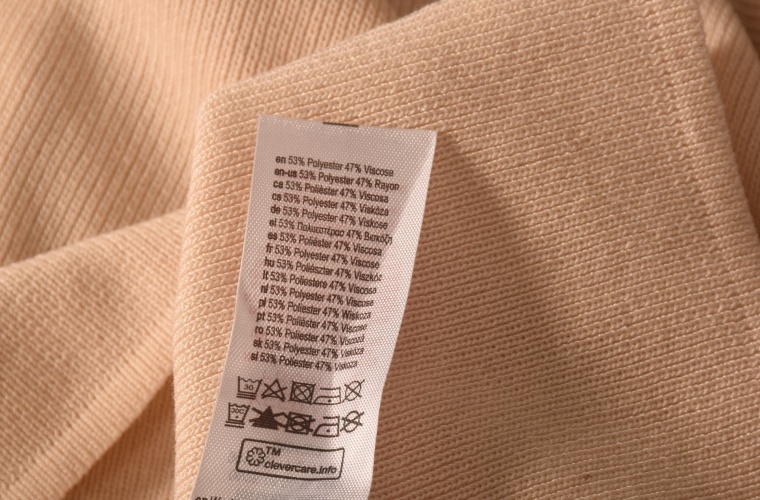 en 53% Polyester 47% Viscose
en-us 53% Polyester 47% Rayon
ca 53% Polièster 47% Viscosa
cs 53% Polyester 47% Viskóza
de 53% Polyester 47% Viskose
el 53% Πολυεστέρας 47% Βισκόζη
es 53% Poliéster 47% Viscosa
fr 53% Polyester 47% Viscose
hu 53% Poliészter 47% Viszkóz
it 53% Poliestere 47% Viscosa
nl 53% Polyester 47% Viscose
pl 53% Poliester 47% Wiskoza
pt 53% Poliéster 47% Viscose
ro 53% Poliester 47% Vâscoză
sk 53% Polyester 47% Viskóza
sl 53% Poliester 47% Viskoza
30
30C
TM
clevercare.info